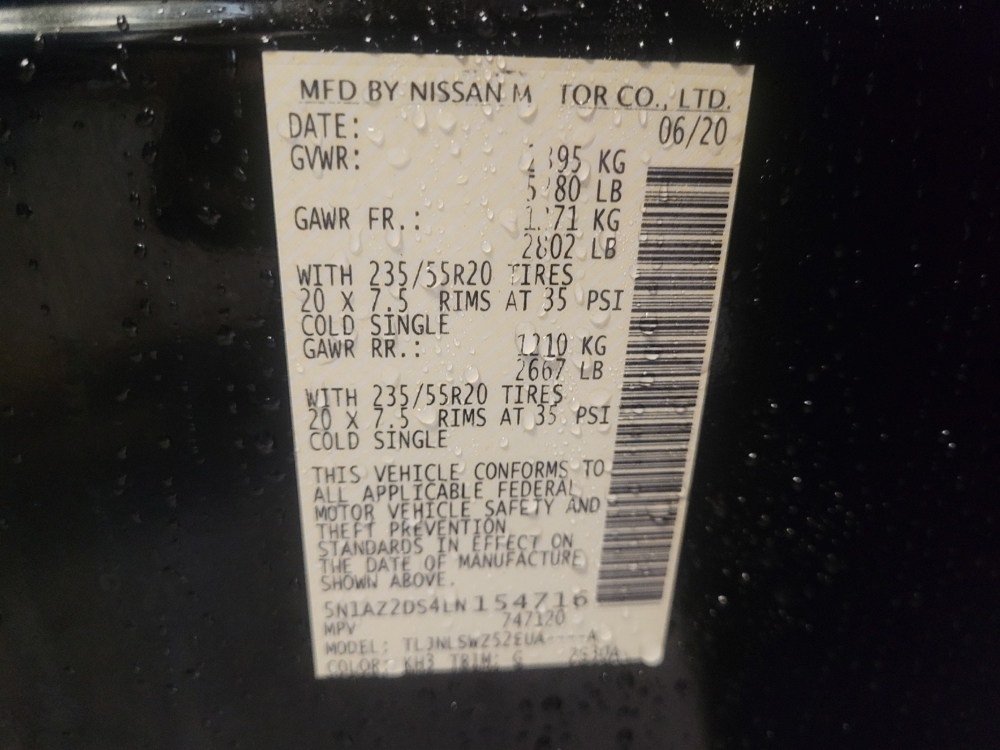 MFD BY NISSAN M TOR CO., LTD.
DATE: 06/20
GVWR: KG
LB
GAWR FR.: KG
2802 LB
WITH 235/55R20 TIRES
20 X 7.5 RIMS AT 35 PSI
COLD SINGLE
GAWR RR.: 1210 KG
2667 LB
WITH 235/55R20 TIRES
20 X 7.5 RIMS AT 35 PSI
COLD SINGLE
THIS VEHICLE CONFORMS TO
ALL APPLICABLE FEDERAL
MOTOR VEHICLE SAFETY AND
THEFT PREVENTION
STANDARDS IN EFFECT ON
THE DATE OF MANUFACTURE
SHOWN ABOVE.
5N1AZ2DS4LN154716
MPV 747120
MODEL:
COLOR: KH3 TRIM: G